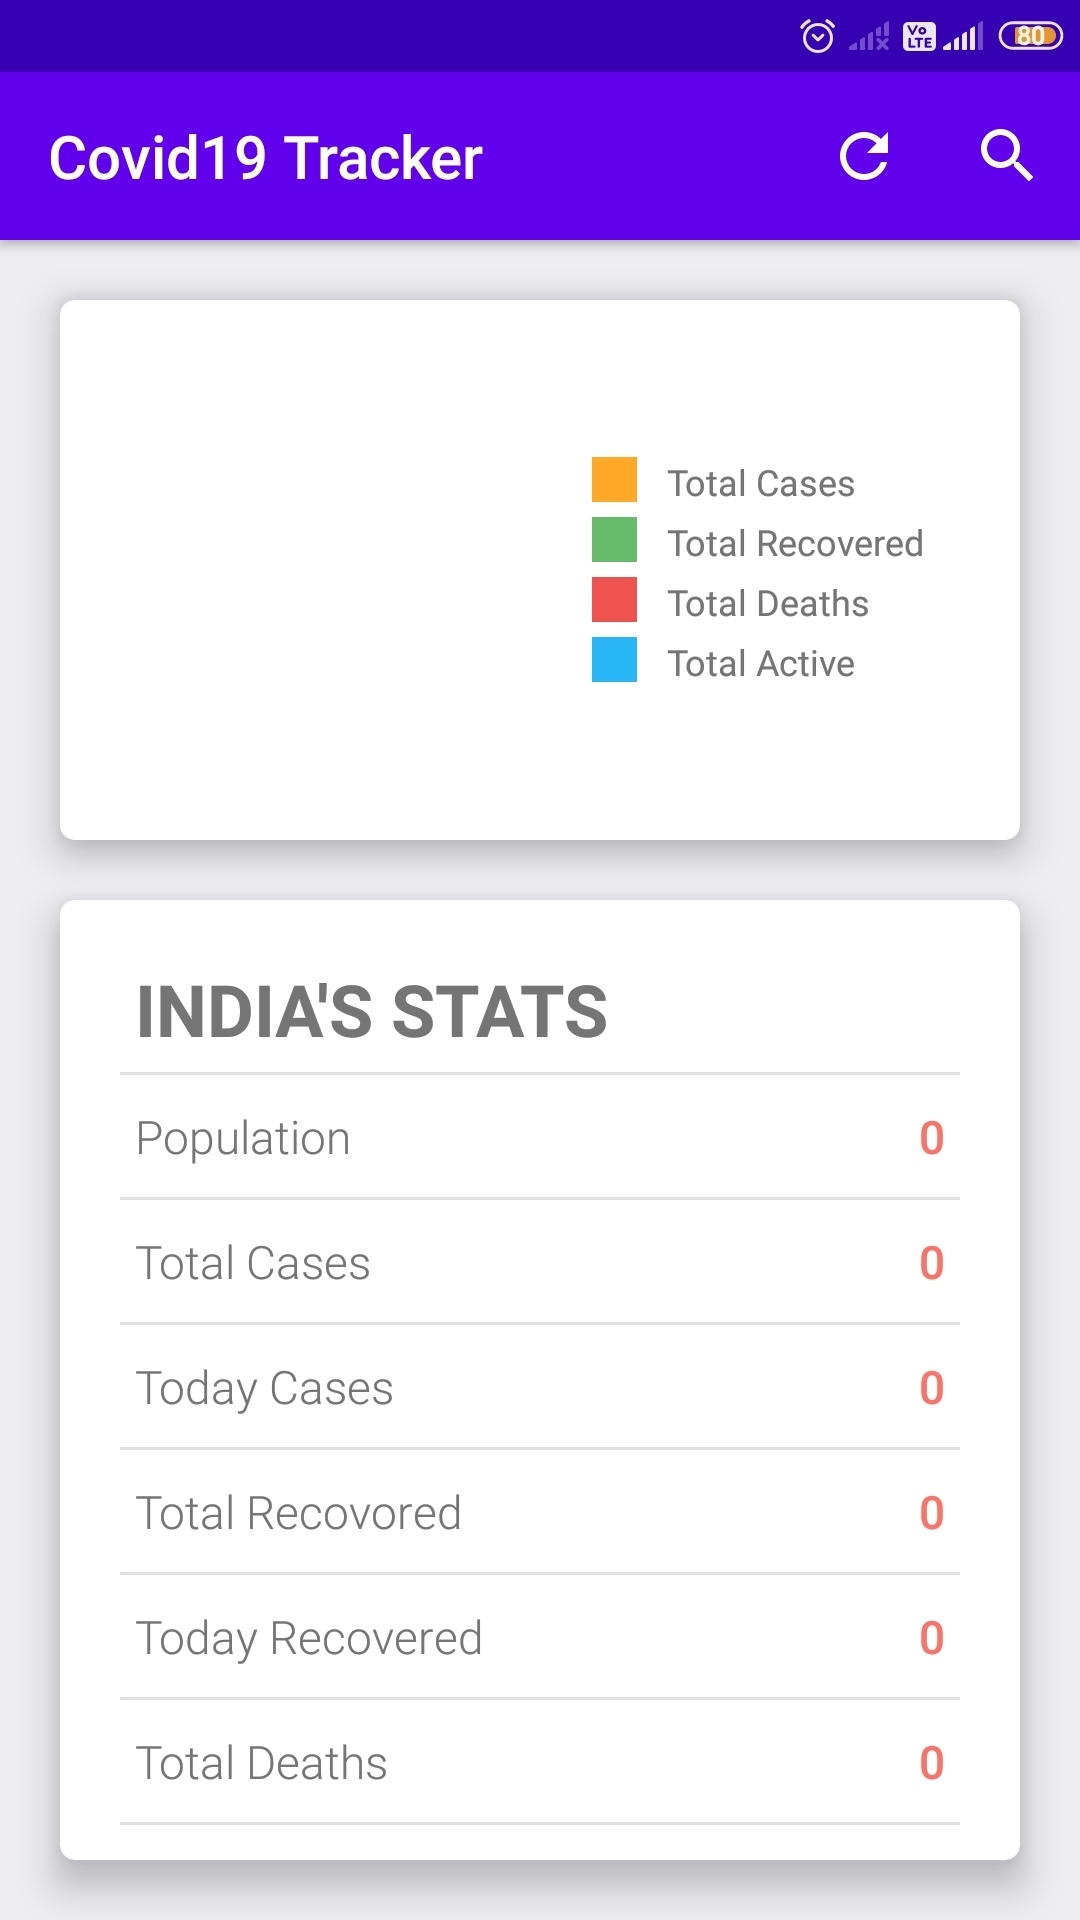 Vo LTE 80
Covid19 Tracker
Total Cases
Total Recovered
Total Deaths
Total Active
INDIA'S STATS
Population 0
Total Cases 0
Today Cases 0
Total Recovored 0
Today Recovered 0
Total Deaths 0